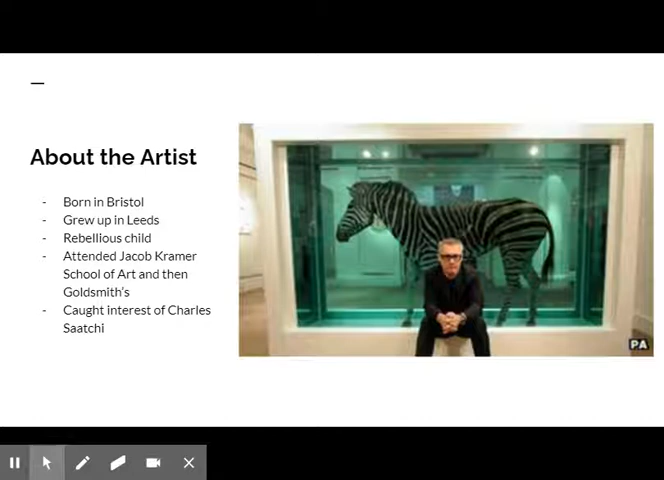 About the Artist
- Born in Bristol
- Grew up in Leeds
- Rebellious child
- Attended Jacob Kramer
School of Art and then
Goldsmith's
- Caught interest of Charles
Saatchi
PA